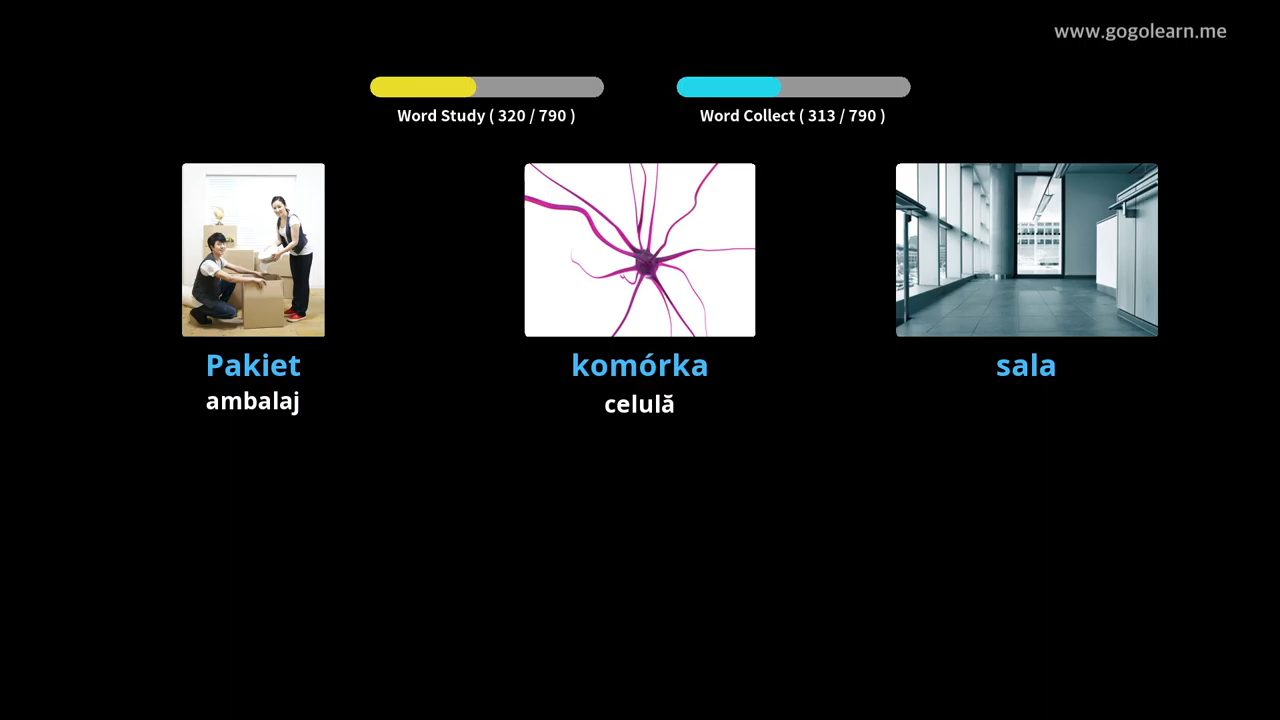 www.gogolearn.me
Word Study ( 320 / 790 )
Word Collect ( 313 / 790 )
Pakiet
komórka
sala
ambalaj
celulă